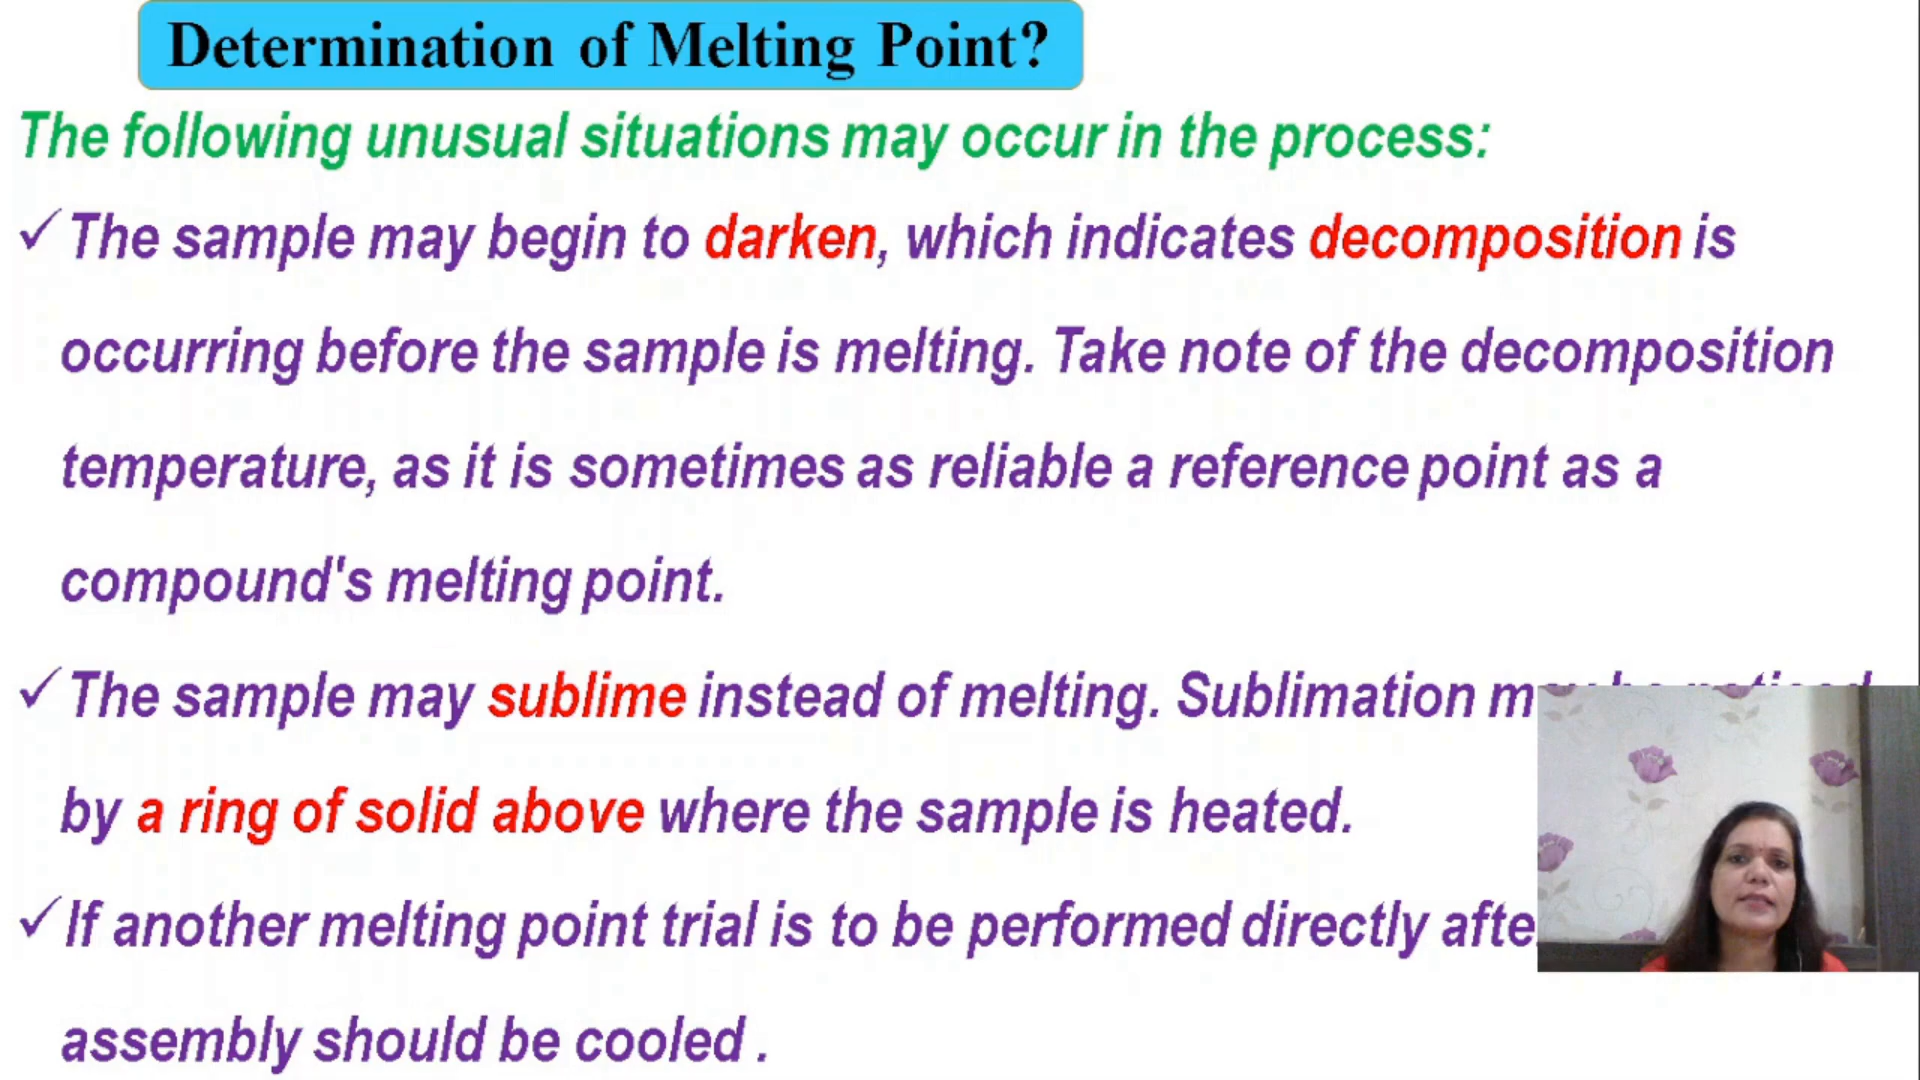 Determination of Melting Point?
The following unusual situations may occur in the process:
✓ The sample may begin to darken, which indicates decomposition is
occurring before the sample is melting. Take note of the decomposition
temperature, as it is sometimes as reliable a reference point as a
compound's melting point.
✓ The sample may sublime instead of melting. Sublimation
by a ring of solid above where the sample is heated.
✓ If another melting point trial is to be performed directly
assembly should be cooled .